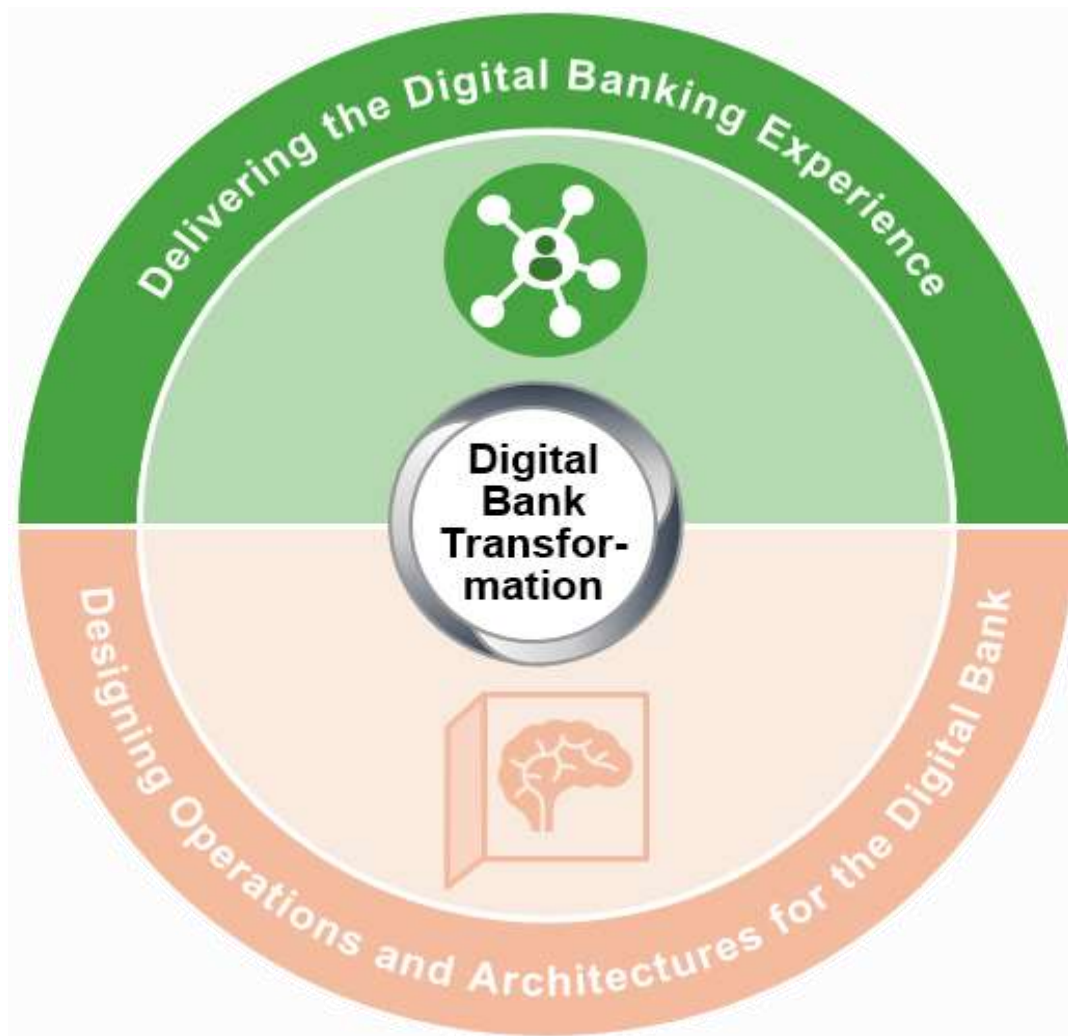 Delivering the Digital Banking Experience
Digital
Bank
Transfor-
mation
Designing Operations and Architectures for the Digital Bank